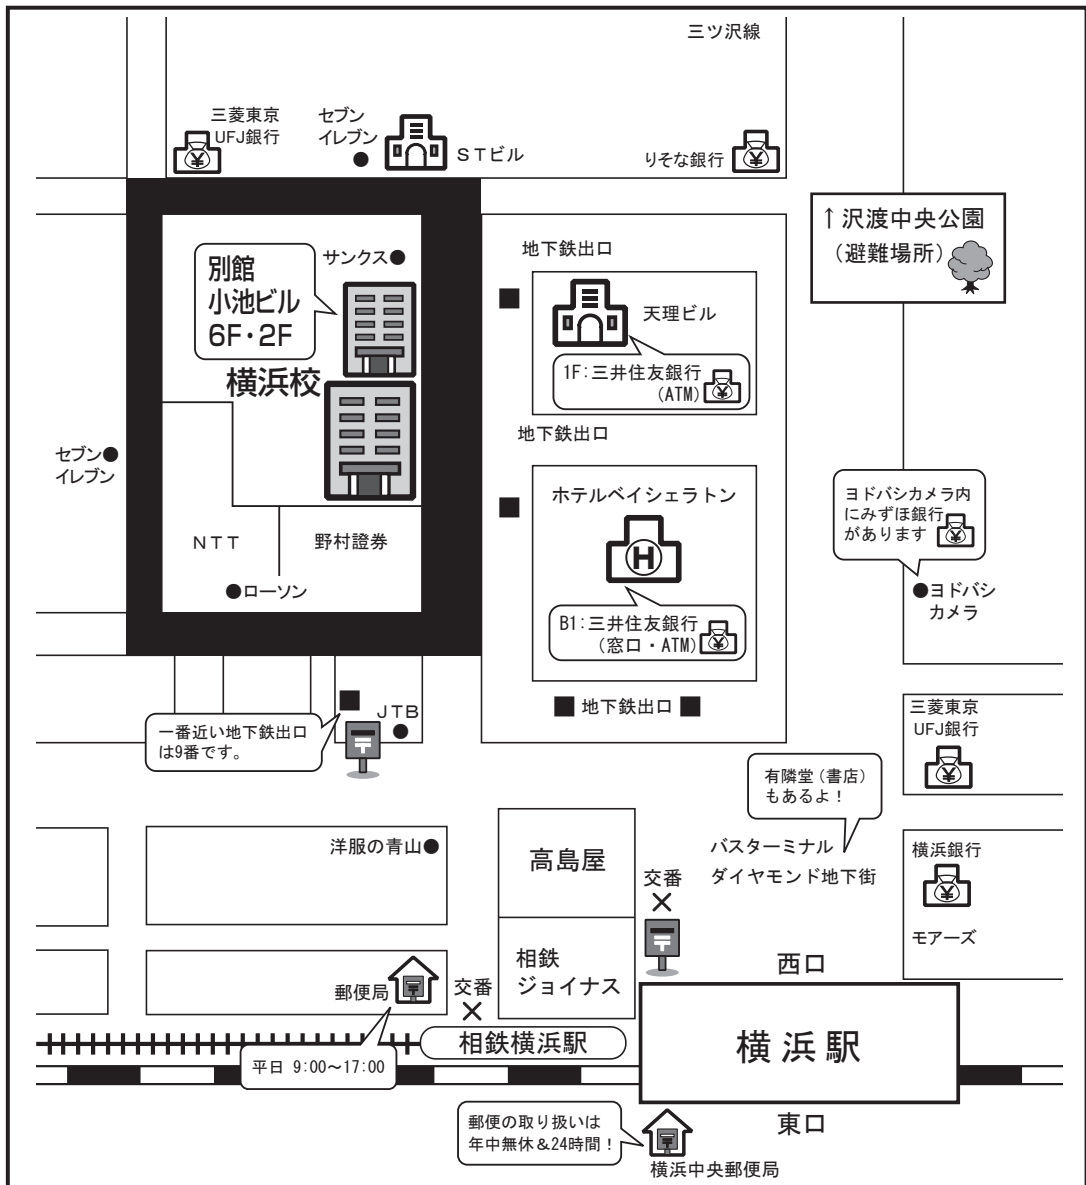 三ツ沢線
三菱東京
UFJ銀行
セブン
イレブン
STビル
りそな銀行
↑沢渡中央公園
(避難場所)
別館
小池ビル
6F・2F
サンクス
横浜校
地下鉄出口
天理ビル
1F:三井住友銀行
(ATM)
地下鉄出口
セブン
イレブン
ホテルベイシェラトン
H
B1:三井住友銀行
(窓口・ATM)
ヨドバシカメラ内
にみずほ銀行
があります
ヨドバシ
カメラ
NTT
野村證券
ローソン
地下鉄出口
JTB
一番近い地下鉄出口
は9番です。
三菱東京
UFJ銀行
有隣堂(書店)
もあるよ!
バスターミナル
ダイヤモンド地下街
洋服の青山
高島屋
交番
横浜銀行
モアーズ
相鉄
ジョイナス
西口
郵便局
交番
相鉄横浜駅
横浜駅
平日 9:00~17:00
東口
郵便の取り扱いは
年中無休&24時間!
横浜中央郵便局